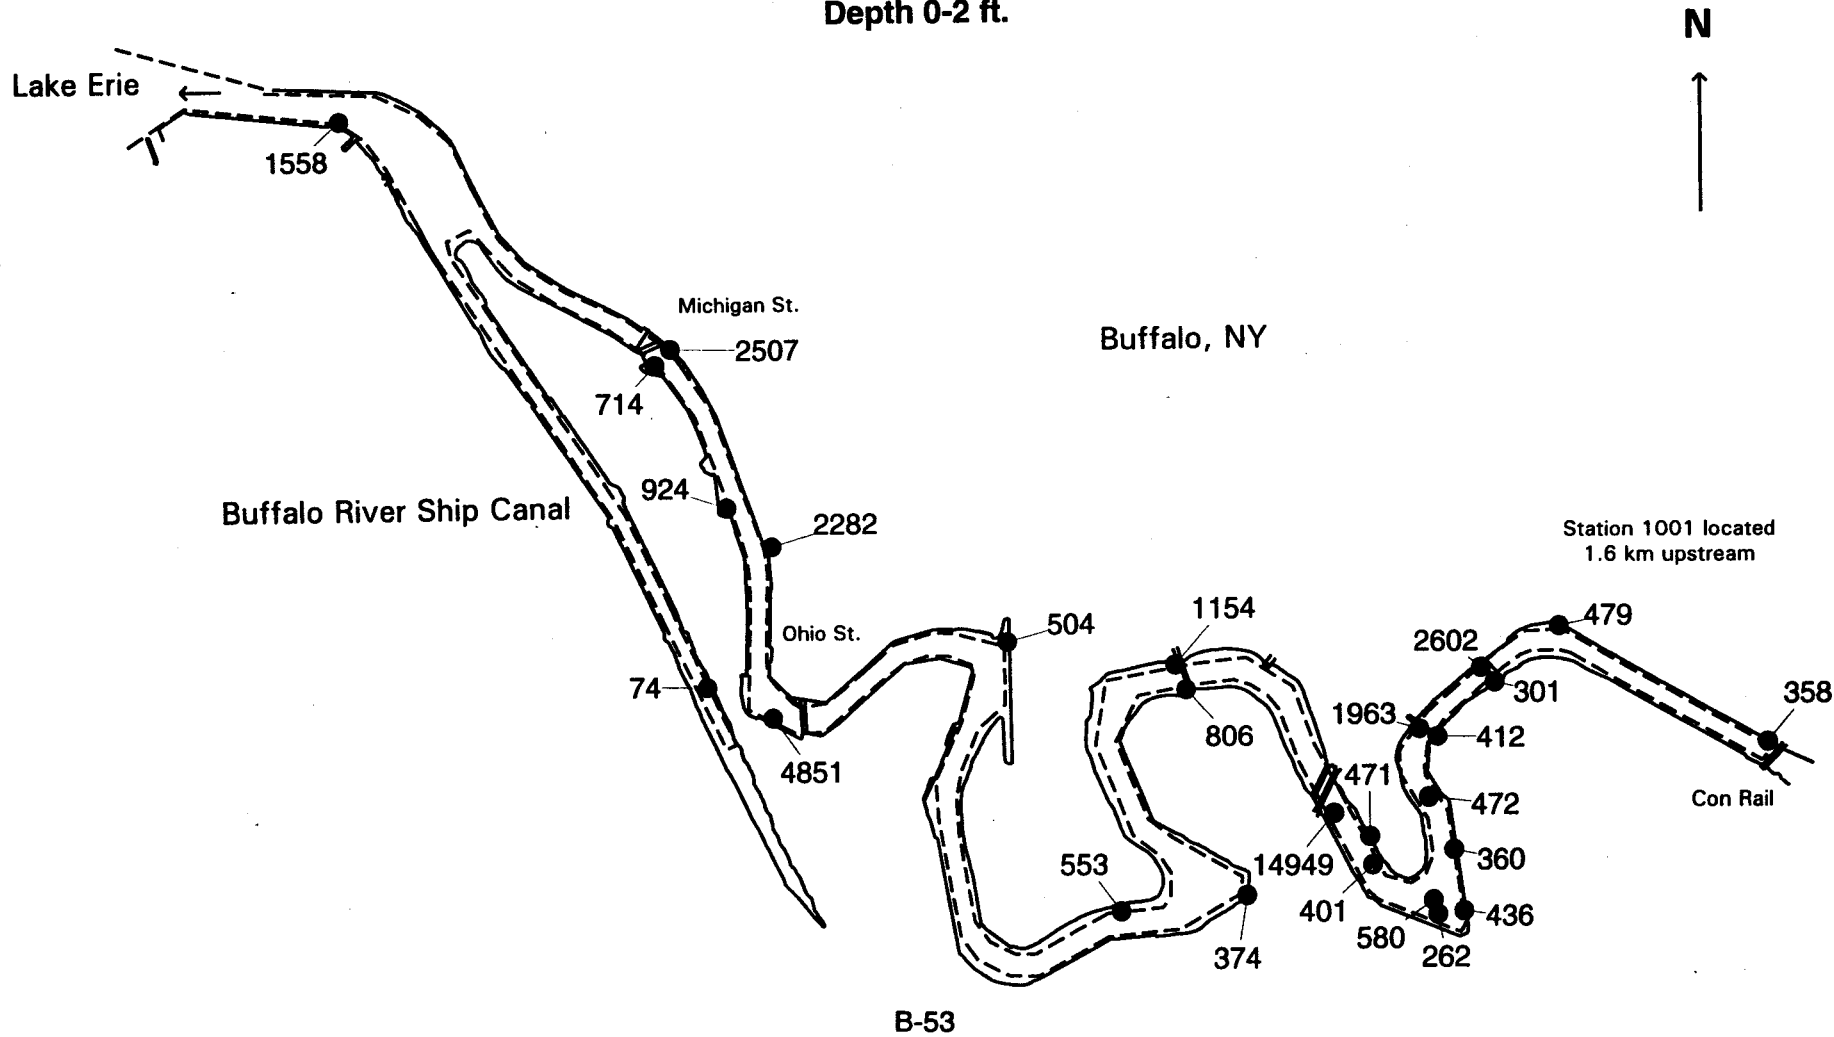 Depth 0-2 ft.
N
Lake Erie
1558
Michigan St.
2507
Buffalo, NY
714
924
Buffalo River Ship Canal
2282
Station 1001 located
1.6 km upstream
1154
479
504
Ohio St.
2602
74
301
358
1963
806
412
4851
471
Con Rail
472
553
14949
360
401
436
580
374
262
B-53